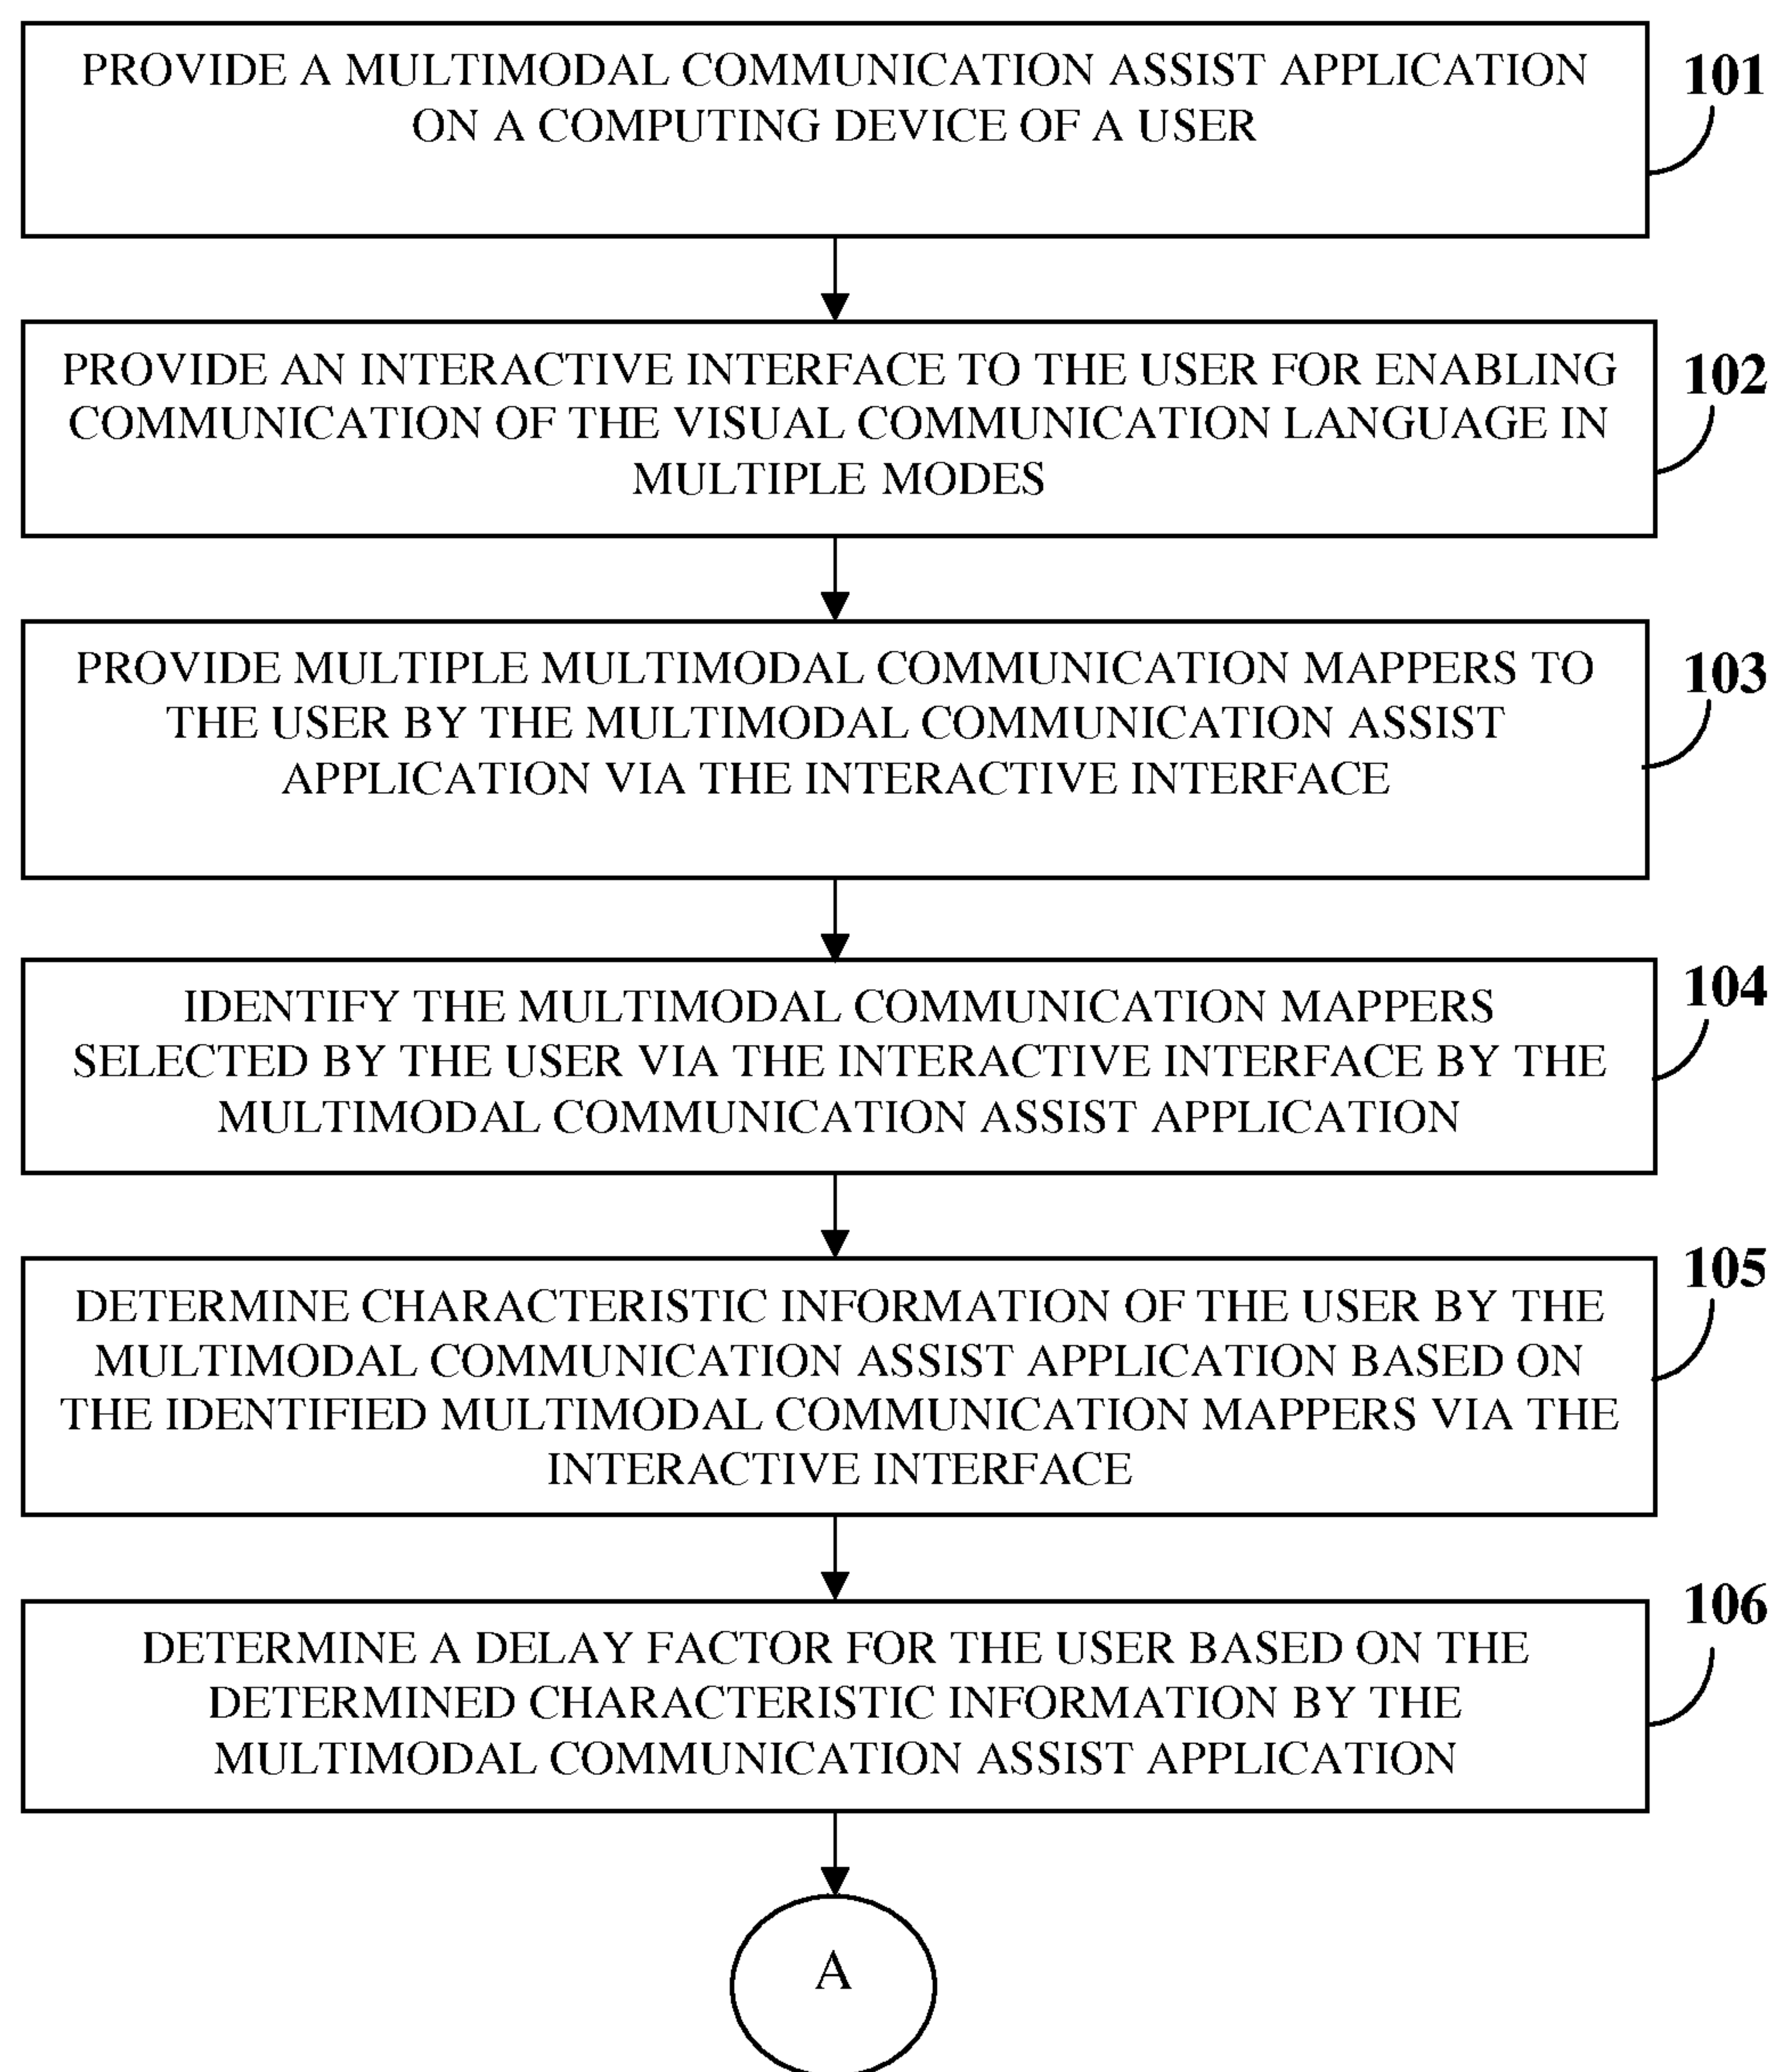 PROVIDE A MULTIMODAL COMMUNICATION ASSIST APPLICATION
ON A COMPUTING DEVICE OF A USER
101
PROVIDE AN INTERACTIVE INTERFACE TO THE USER FOR ENABLING
COMMUNICATION OF THE VISUAL COMMUNICATION LANGUAGE IN
MULTIPLE MODES
102
PROVIDE MULTIPLE MULTIMODAL COMMUNICATION MAPPERS TO
THE USER BY THE MULTIMODAL COMMUNICATION ASSIST
APPLICATION VIA THE INTERACTIVE INTERFACE
103
IDENTIFY THE MULTIMODAL COMMUNICATION MAPPERS
SELECTED BY THE USER VIA THE INTERACTIVE INTERFACE BY THE
MULTIMODAL COMMUNICATION ASSIST APPLICATION
104
DETERMINE CHARACTERISTIC INFORMATION OF THE USER BY THE
MULTIMODAL COMMUNICATION ASSIST APPLICATION BASED ON
THE IDENTIFIED MULTIMODAL COMMUNICATION MAPPERS VIA THE
INTERACTIVE INTERFACE
105
DETERMINE A DELAY FACTOR FOR THE USER BASED ON THE
DETERMINED CHARACTERISTIC INFORMATION BY THE
MULTIMODAL COMMUNICATION ASSIST APPLICATION
106
A